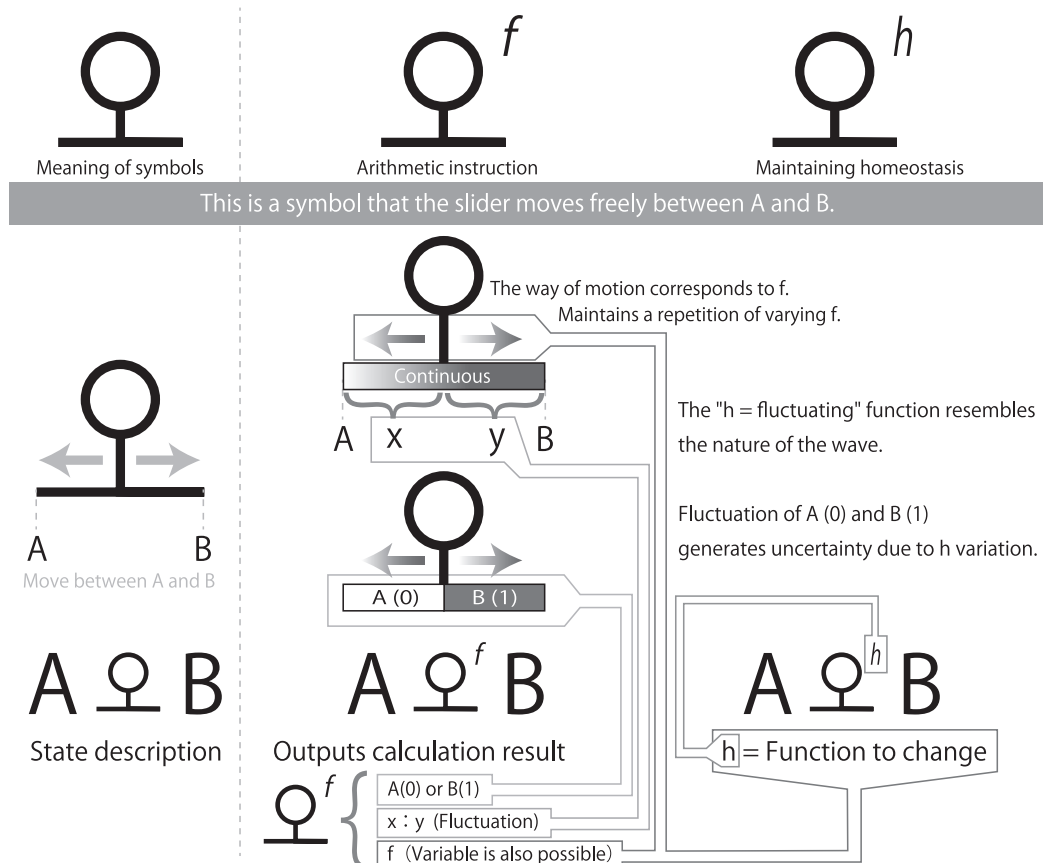 f
h
Meaning of symbols
Arithmetic instruction
Maintaining homeostasis
This is a symbol that the slider moves freely between A and B.
The way of motion corresponds to f.
Maintains a repetition of varying f.
Continuous
A x y B
The "h = fluctuating" function resembles
the nature of the wave.
Fluctuation of A (0) and B (1)
generates uncertainty due to h variation.
A B
Move between A and B
A (0) B (1)
A B
State description
A f B
Outputs calculation result
f
A(0) or B(1)
x : y (Fluctuation)
f (Variable is also possible)
A h B
h = Function to change